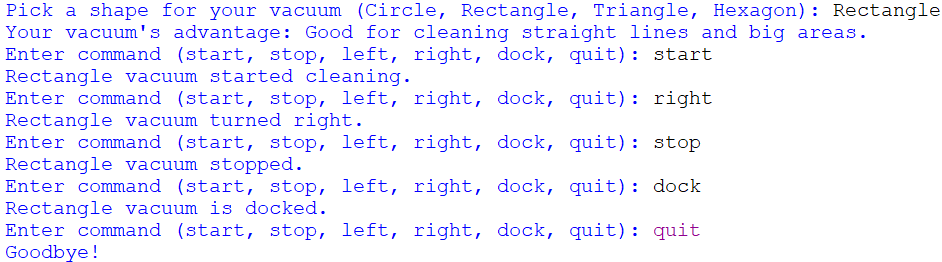 Pick a shape for your vacuum (Circle, Rectangle, Triangle, Hexagon): Rectangle
Your vacuum's advantage: Good for cleaning straight lines and big areas.
Enter command (start, stop, left, right, dock, quit): start
Rectangle vacuum started cleaning.
Enter command (start, stop, left, right, dock, quit): right
Rectangle vacuum turned right.
Enter command (start, stop, left, right, dock, quit): stop
Rectangle vacuum stopped.
Enter command (start, stop, left, right, dock, quit): dock
Rectangle vacuum is docked.
Enter command (start, stop, left, right, dock, quit): quit
Goodbye!